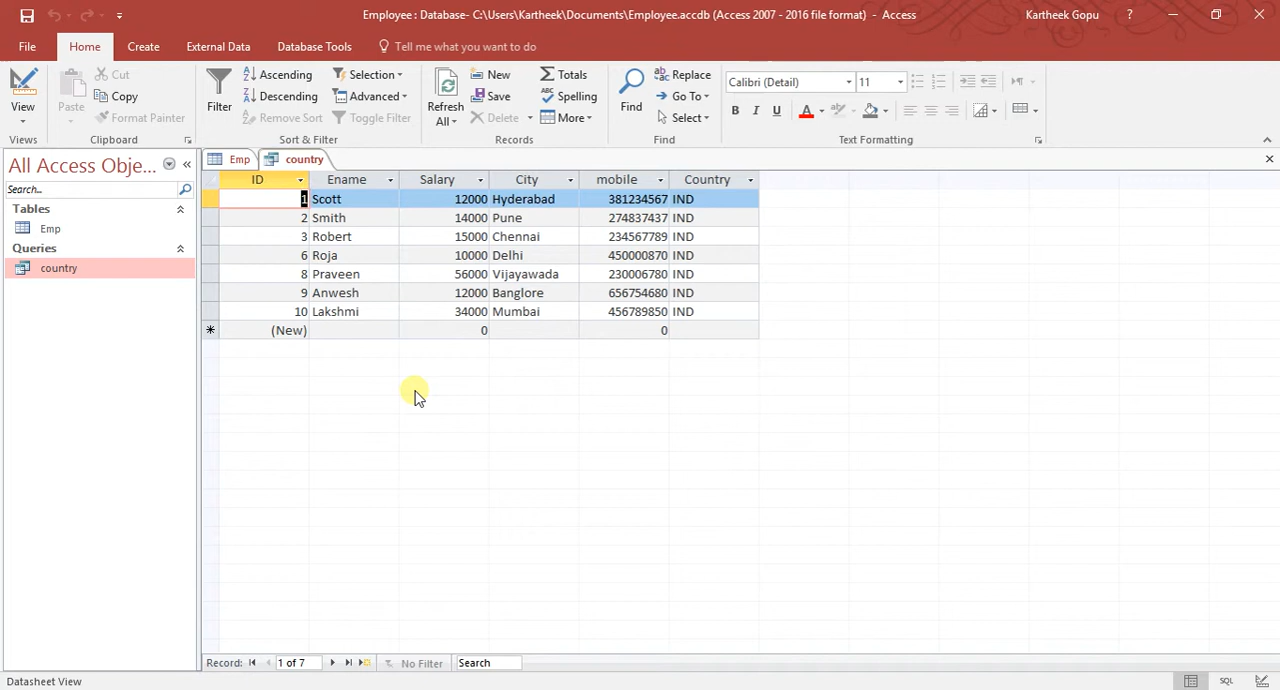 Employee : Database- C:\Users\Kartheek\Documents\Employee.accdb (Access 2007 - 2016 file format) - Access
Kartheek Gopu ?
File Home Create External Data Database Tools Tell me what you want to do
View
Views
Paste
Cut
Copy
Format Painter
Clipboard
Filter
Ascending
Descending
Remove Sort
Selection
Advanced
Toggle Filter
Sort & Filter
Refresh
All
New
Save
Delete
Totals
Spelling
More
Records
Find
Replace
Go To
Select
Find
Calibri (Detail) 11
B I U A
Text Formatting
All Access Obje...
Search..
Tables
Emp
Queries
country
Emp country
ID Ename Salary City mobile Country
1 Scott 12000 Hyderabad 381234567 IND
2 Smith 14000 Pune 274837437 IND
3 Robert 15000 Chennai 234567789 IND
6 Roja 10000 Delhi 450000870 IND
8 Praveen 56000 Vijayawada 230006780 IND
9 Anwesh 12000 Banglore 656754680 IND
10 Lakshmi 34000 Mumbai 456789850 IND
(New) 0 0
Record: 1 of 7 No Filter Search
Datasheet View SQL